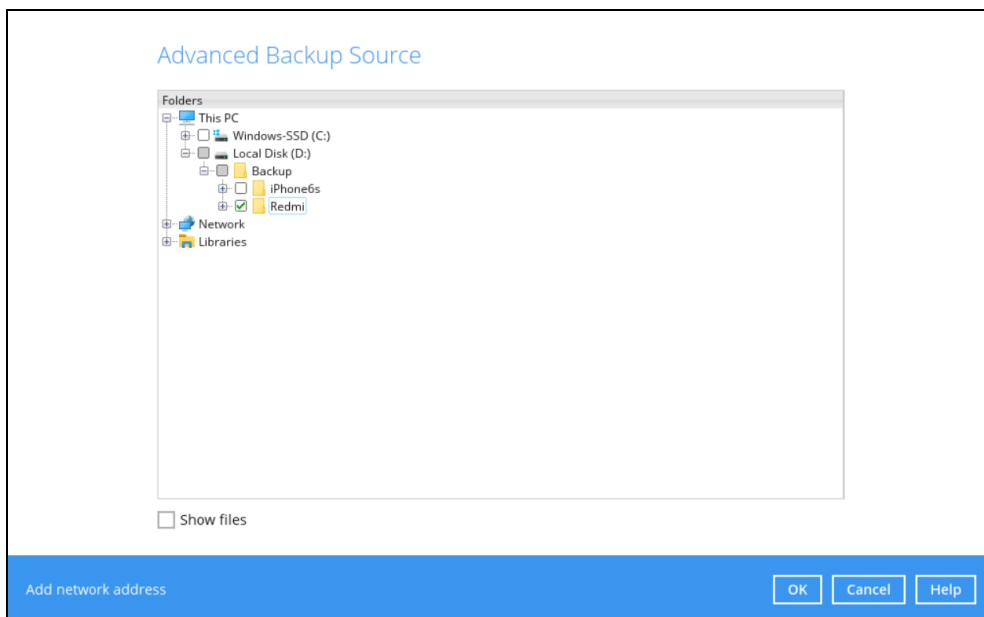 Advanced Backup Source
Folders
This PC
Windows-SSD (C:)
Local Disk (D:)
Backup
iPhone6s
Redmi
Network
Libraries
Show files
Add network address
OK Cancel Help